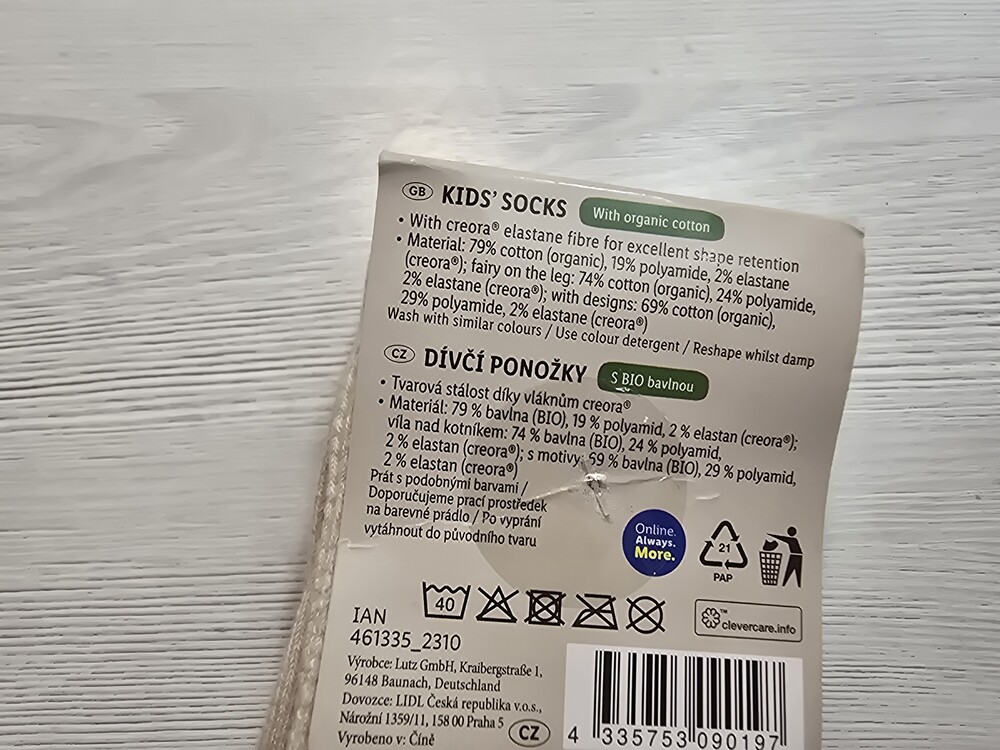 GB KIDS' SOCKS With organic cotton
• With creora® elastane fibre for excellent shape retention
• Material: 79% cotton (organic), 19% polyamide, 2% elastane
(creora®); fairy on the leg: 74% cotton (organic), 24% polyamide,
2% elastane (creora®); with designs: 69% cotton (organic),
29% polyamide, 2% elastane (creora®)
Wash with similar colours / Use colour detergent / Reshape whilst damp
CZ DÍVČÍ PONOŽKY S BIO bavlnou
• Tvarová stálost díky vláknům creora®
• Materiál: 79 % bavlna (BIO), 19 % polyamid, 2 % elastan (creora®);
víla nad kotníkem: 74 % bavlna (BIO), 24 % polyamid,
2 % elastan (creora®); s motivy: 69 % bavlna (BIO), 29 % polyamid,
2 % elastan (creora®)
Prát s podobnými barvami /
Doporučujeme prací prostředek
na barevné prádlo / Po vyprání
vytáhnout do původního tvaru
Online.
Always.
More.
21
PAP
40
clevercare.info™
IAN
461335_2310
Výrobce: Lutz GmbH, Kraibergstraße 1,
96148 Baunach, Deutschland
Dovozce: LIDL Česká republika v.o.s.,
Nárožní 1359/11, 158 00 Praha 5
Vyrobeno v: Číně
CZ
4 335753 090197